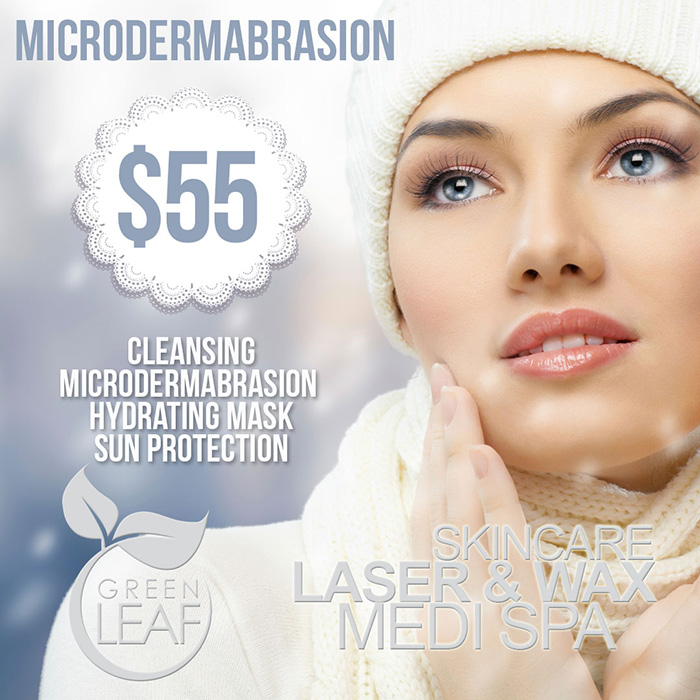 MICRODERMABRASION
$55
CLEANSING
MICRODERMABRASION
HYDRATING MASK
SUN PROTECTION
GREEN
LEAF
SKINCARE
LASER & WAX
MEDI SPA